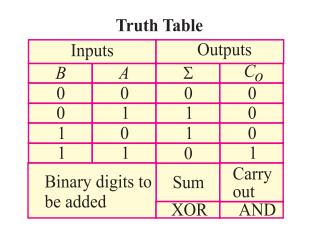 Truth Table
Inputs Outputs
B A Σ C_O
0 0 0 0
0 1 1 0
1 0 1 0
1 1 0 1
Binary digits to be added Sum Carry out
XOR AND